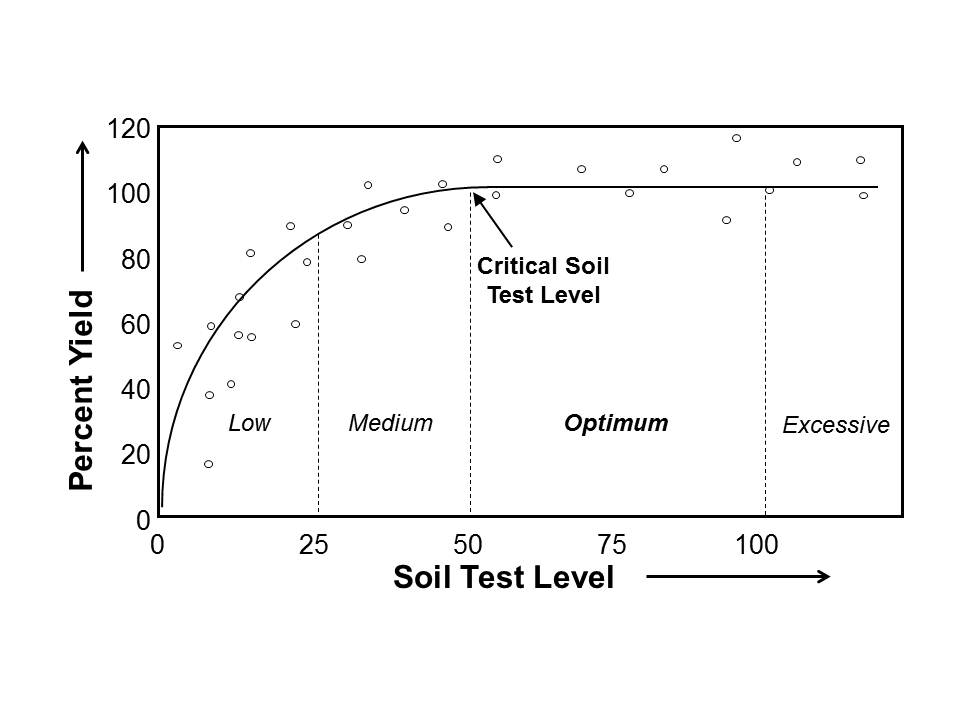 120
100
80
60
40
20
0
Percent Yield
Critical Soil
Test Level
Low
Medium
Optimum
Excessive
0 25 50 75 100
Soil Test Level